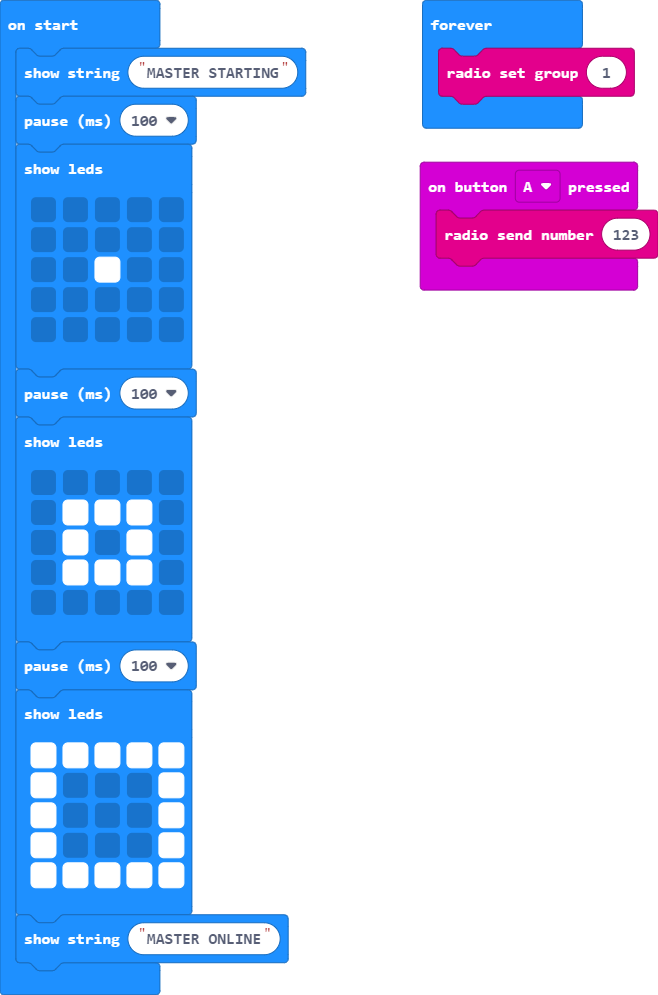 on start
show string "MASTER STARTING"
pause (ms) 100
show leds
pause (ms) 100
show leds
pause (ms) 100
show leds
show string "MASTER ONLINE"
forever
radio set group 1
on button A pressed
radio send number 123